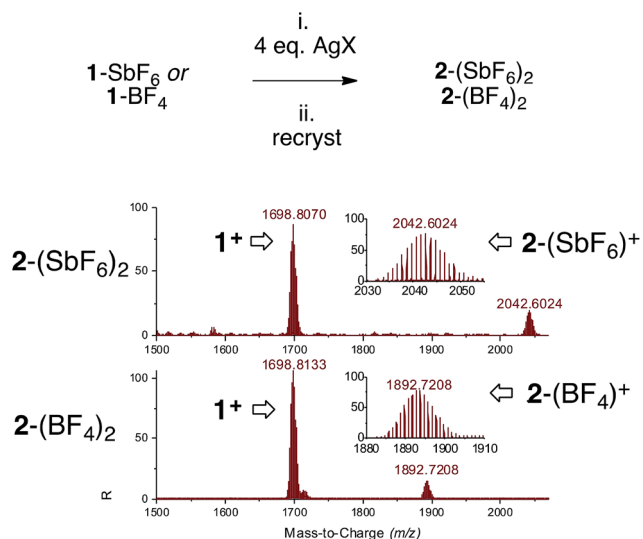 i.
4 eq. AgX
1-SbF6 or
1-BF4
2-(SbF6)2
2-(BF4)2
ii.
recryst
2-(SbF6)2
100
50
0
1698.8070
1+
100
50
0
2042.6024
2030 2040 2050
2-(SbF6)+
2042.6024
1500 1600 1700 1800 1900 2000
2-(BF4)2
100
50
0
R
1698.8133
1+
100
50
0
1892.7208
1880 1890 1900 1910
2-(BF4)+
1892.7208
1500 1600 1700 1800 1900 2000
Mass-to-Charge (m/z)